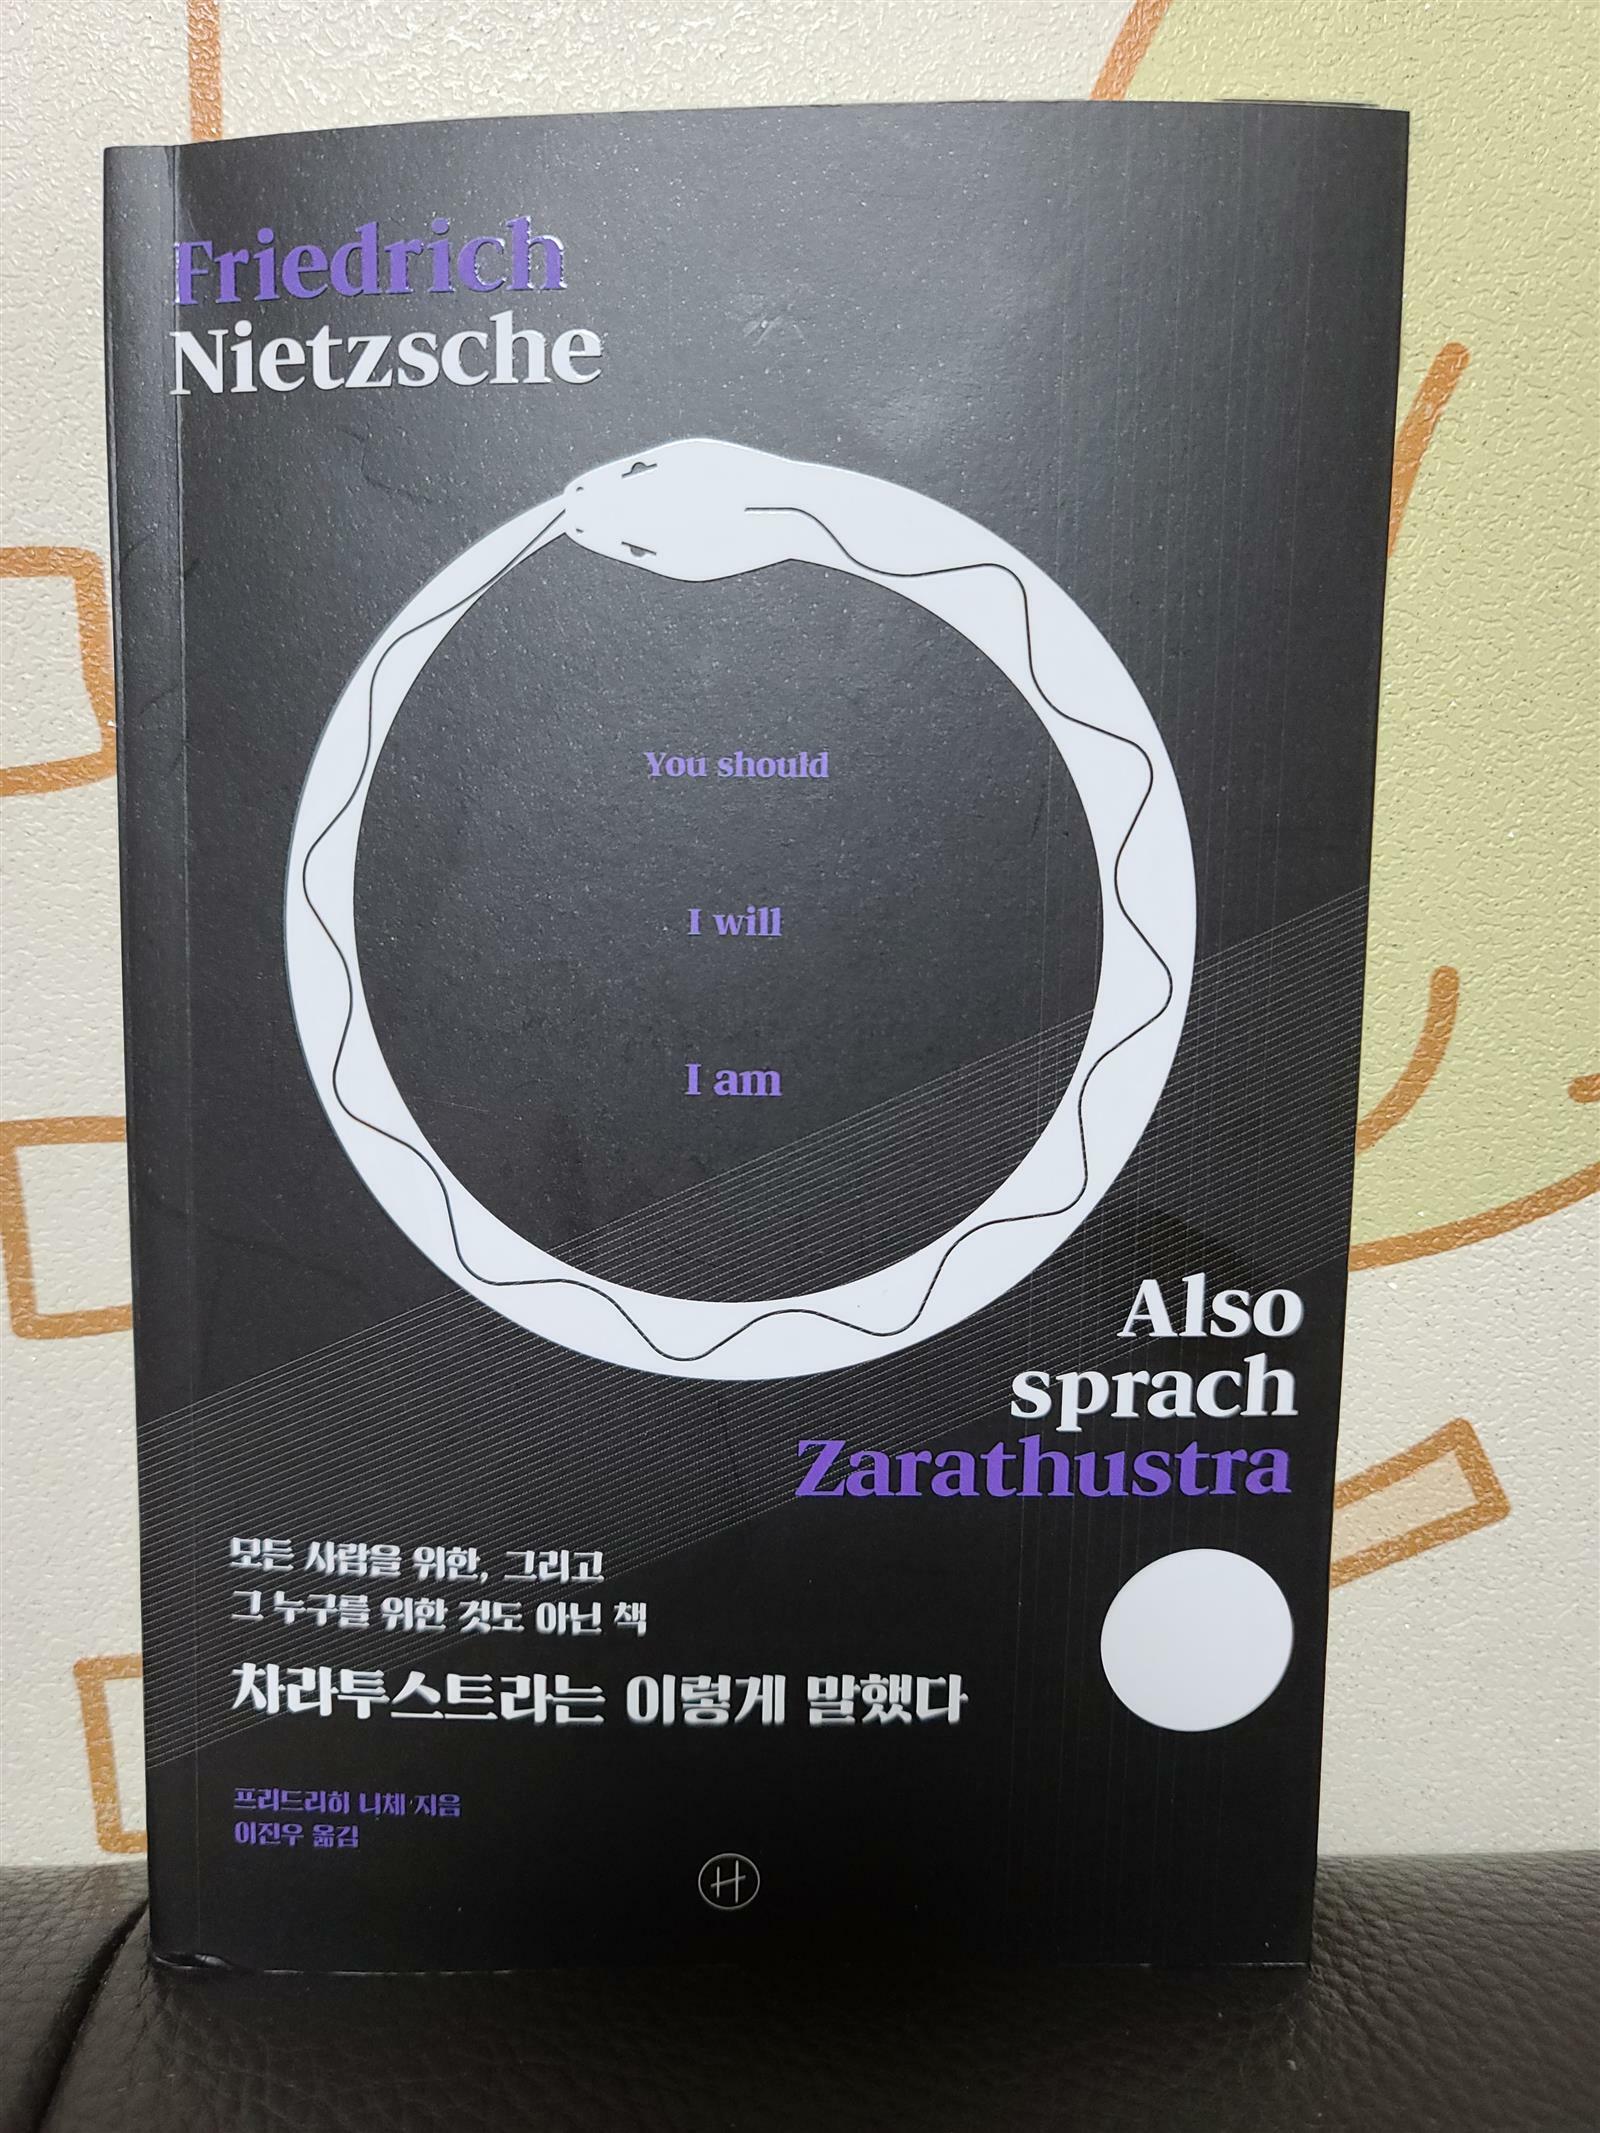 Friedrich
Nietzsche
You should
I will
I am
Also
sprach
Zarathustra
모든 사람을 위한, 그리고
그 누구를 위한 것도 아닌 책
차라투스트라는 이렇게 말했다
프리드리히 니체 지음
이진우 옮김
H